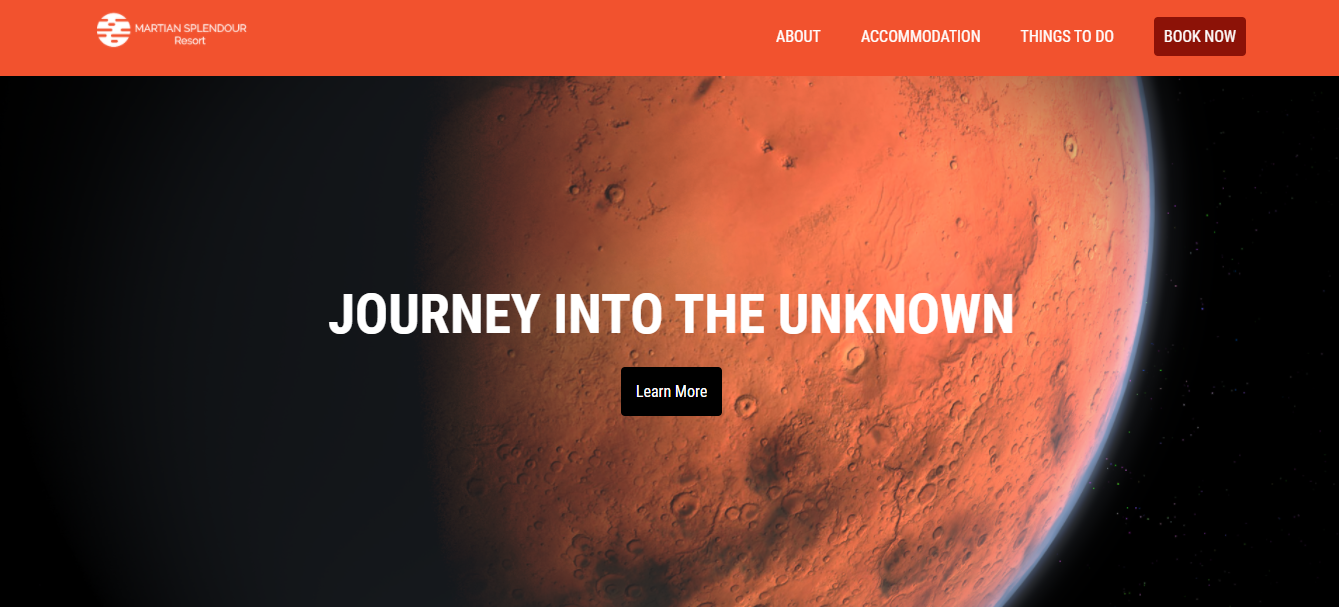 MARTIAN SPLENDOUR
Resort
ABOUT
ACCOMMODATION
THINGS TO DO
BOOK NOW
JOURNEY INTO THE UNKNOWN
Learn More